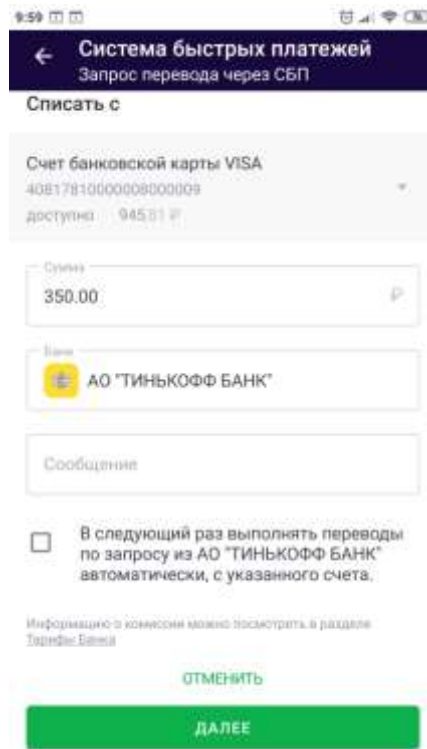 9:59
Система быстрых платежей
Запрос перевода через СБП
Списать с
Счет банковской карты VISA
40817810000008000009
доступно 945.81 ₽
Сумма
350.00 ₽
Банк
АО "ТИНЬКОФФ БАНК"
Сообщение
В следующий раз выполнять переводы
по запросу из АО "ТИНЬКОФФ БАНК"
автоматически, с указанного счета.
Информацию о комиссии можно посмотреть в разделе
Тарифы Банка
ОТМЕНИТЬ
ДАЛЕЕ